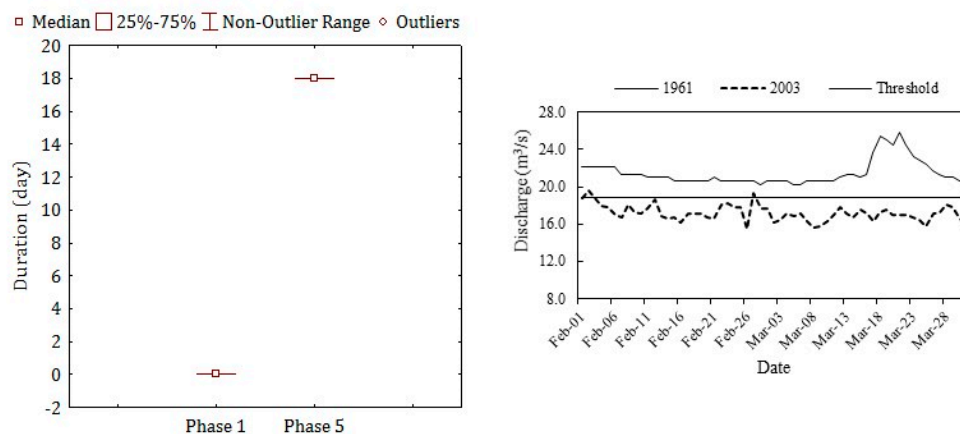 Median 25%-75% Non-Outlier Range Outliers
20
18
16
14
12
10
8
6
4
2
0
-2
Duration (day)
Phase 1 Phase 5
1961 2003 Threshold
28.0
24.0
20.0
16.0
12.0
8.0
Discharge (m³/s)
Feb-01 Feb-06 Feb-11 Feb-16 Feb-21 Feb-26 Mar-03 Mar-08 Mar-13 Mar-18 Mar-23 Mar-28
Date